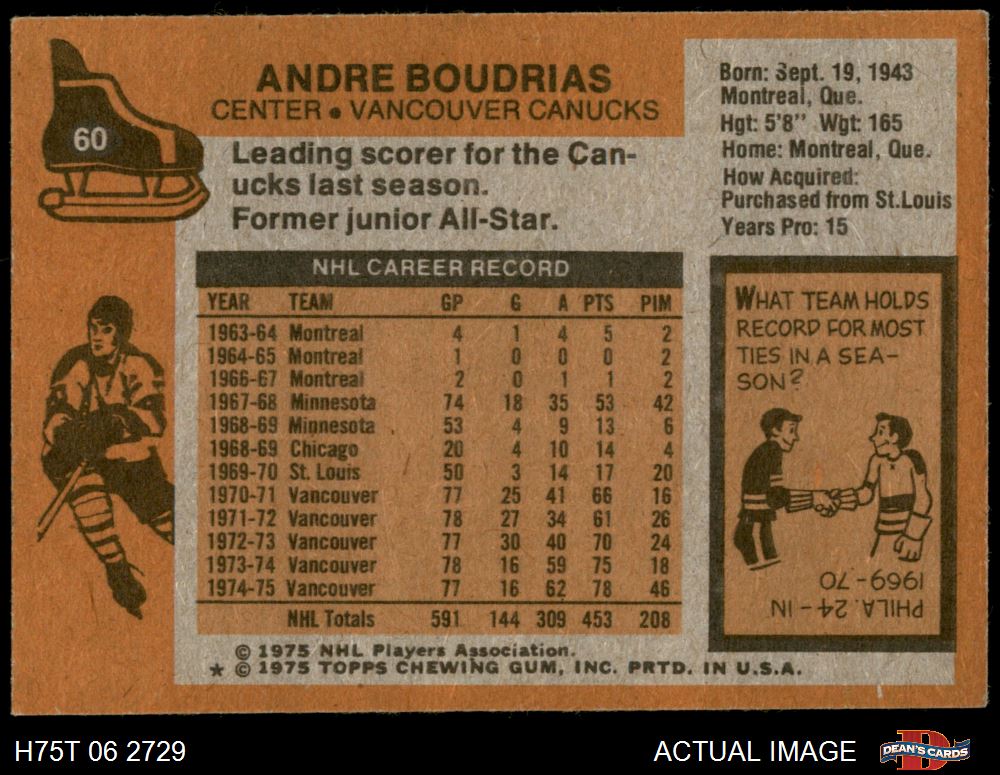 60
ANDRE BOUDRIAS
CENTER • VANCOUVER CANUCKS
Leading scorer for the Can-
ucks last season.
Former junior All-Star.
Born: Sept. 19, 1943
Montreal, Que.
Hgt: 5'8" Wgt: 165
Home: Montreal, Que.
How Acquired:
Purchased from St.Louis
Years Pro: 15
NHL CAREER RECORD
YEAR TEAM GP G A PTS PIM
1963-64 Montreal 4 1 4 5 2
1964-65 Montreal 1 0 0 0 2
1966-67 Montreal 2 0 1 1 2
1967-68 Minnesota 74 18 35 53 42
1968-69 Minnesota 53 4 9 13 6
1968-69 Chicago 20 4 10 14 4
1969-70 St. Louis 50 3 14 17 20
1970-71 Vancouver 77 25 41 66 16
1971-72 Vancouver 78 27 34 61 26
1972-73 Vancouver 77 30 40 70 24
1973-74 Vancouver 78 16 59 75 18
1974-75 Vancouver 77 16 62 78 46
NHL Totals 591 144 309 453 208
WHAT TEAM HOLDS
RECORD FOR MOST
TIES IN A SEA-
SON?
PHILA. 24 - IN
1969-70
© 1975 NHL Players Association.
* © 1975 TOPPS CHEWING GUM, INC. PRTD. IN U.S.A.
H75T 06 2729
ACTUAL IMAGE
D
DEAN'S CARDS